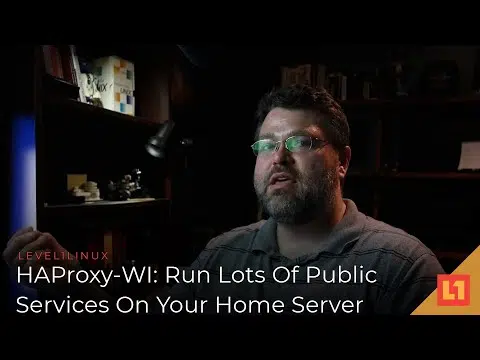 LEVEL1LINUX
HAProxy-WI: Run Lots Of Public
Services On Your Home Server
L1